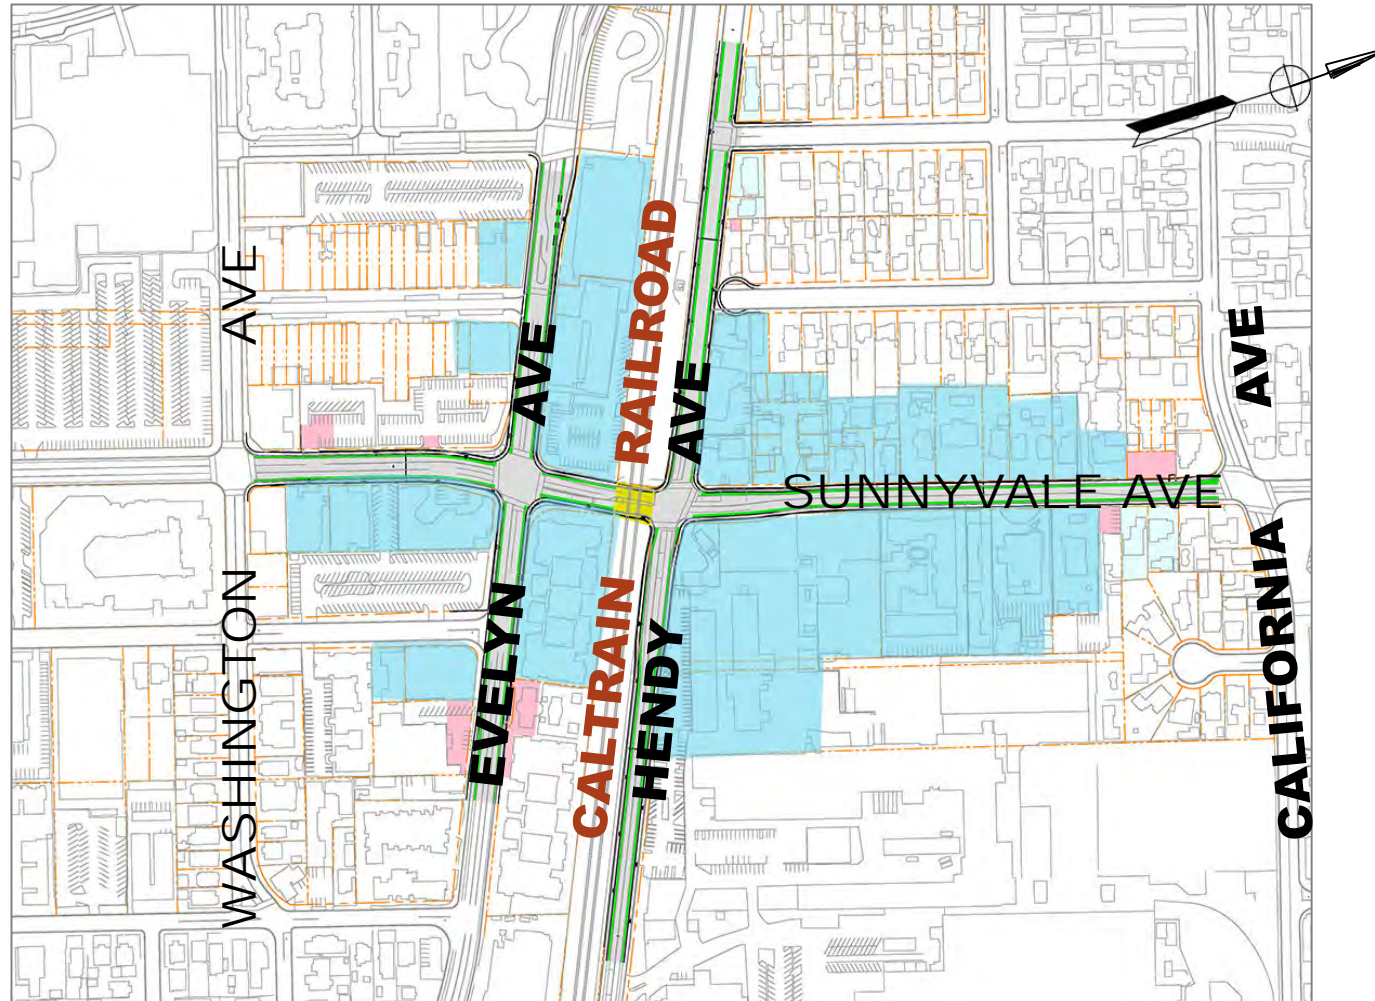 RAILROAD
AVE
AVE
AVE
AVE
SUNNYVALE AVE
CALIFORNIA
WASHINGTON
EVELYN
CALTRAIN
HENDY